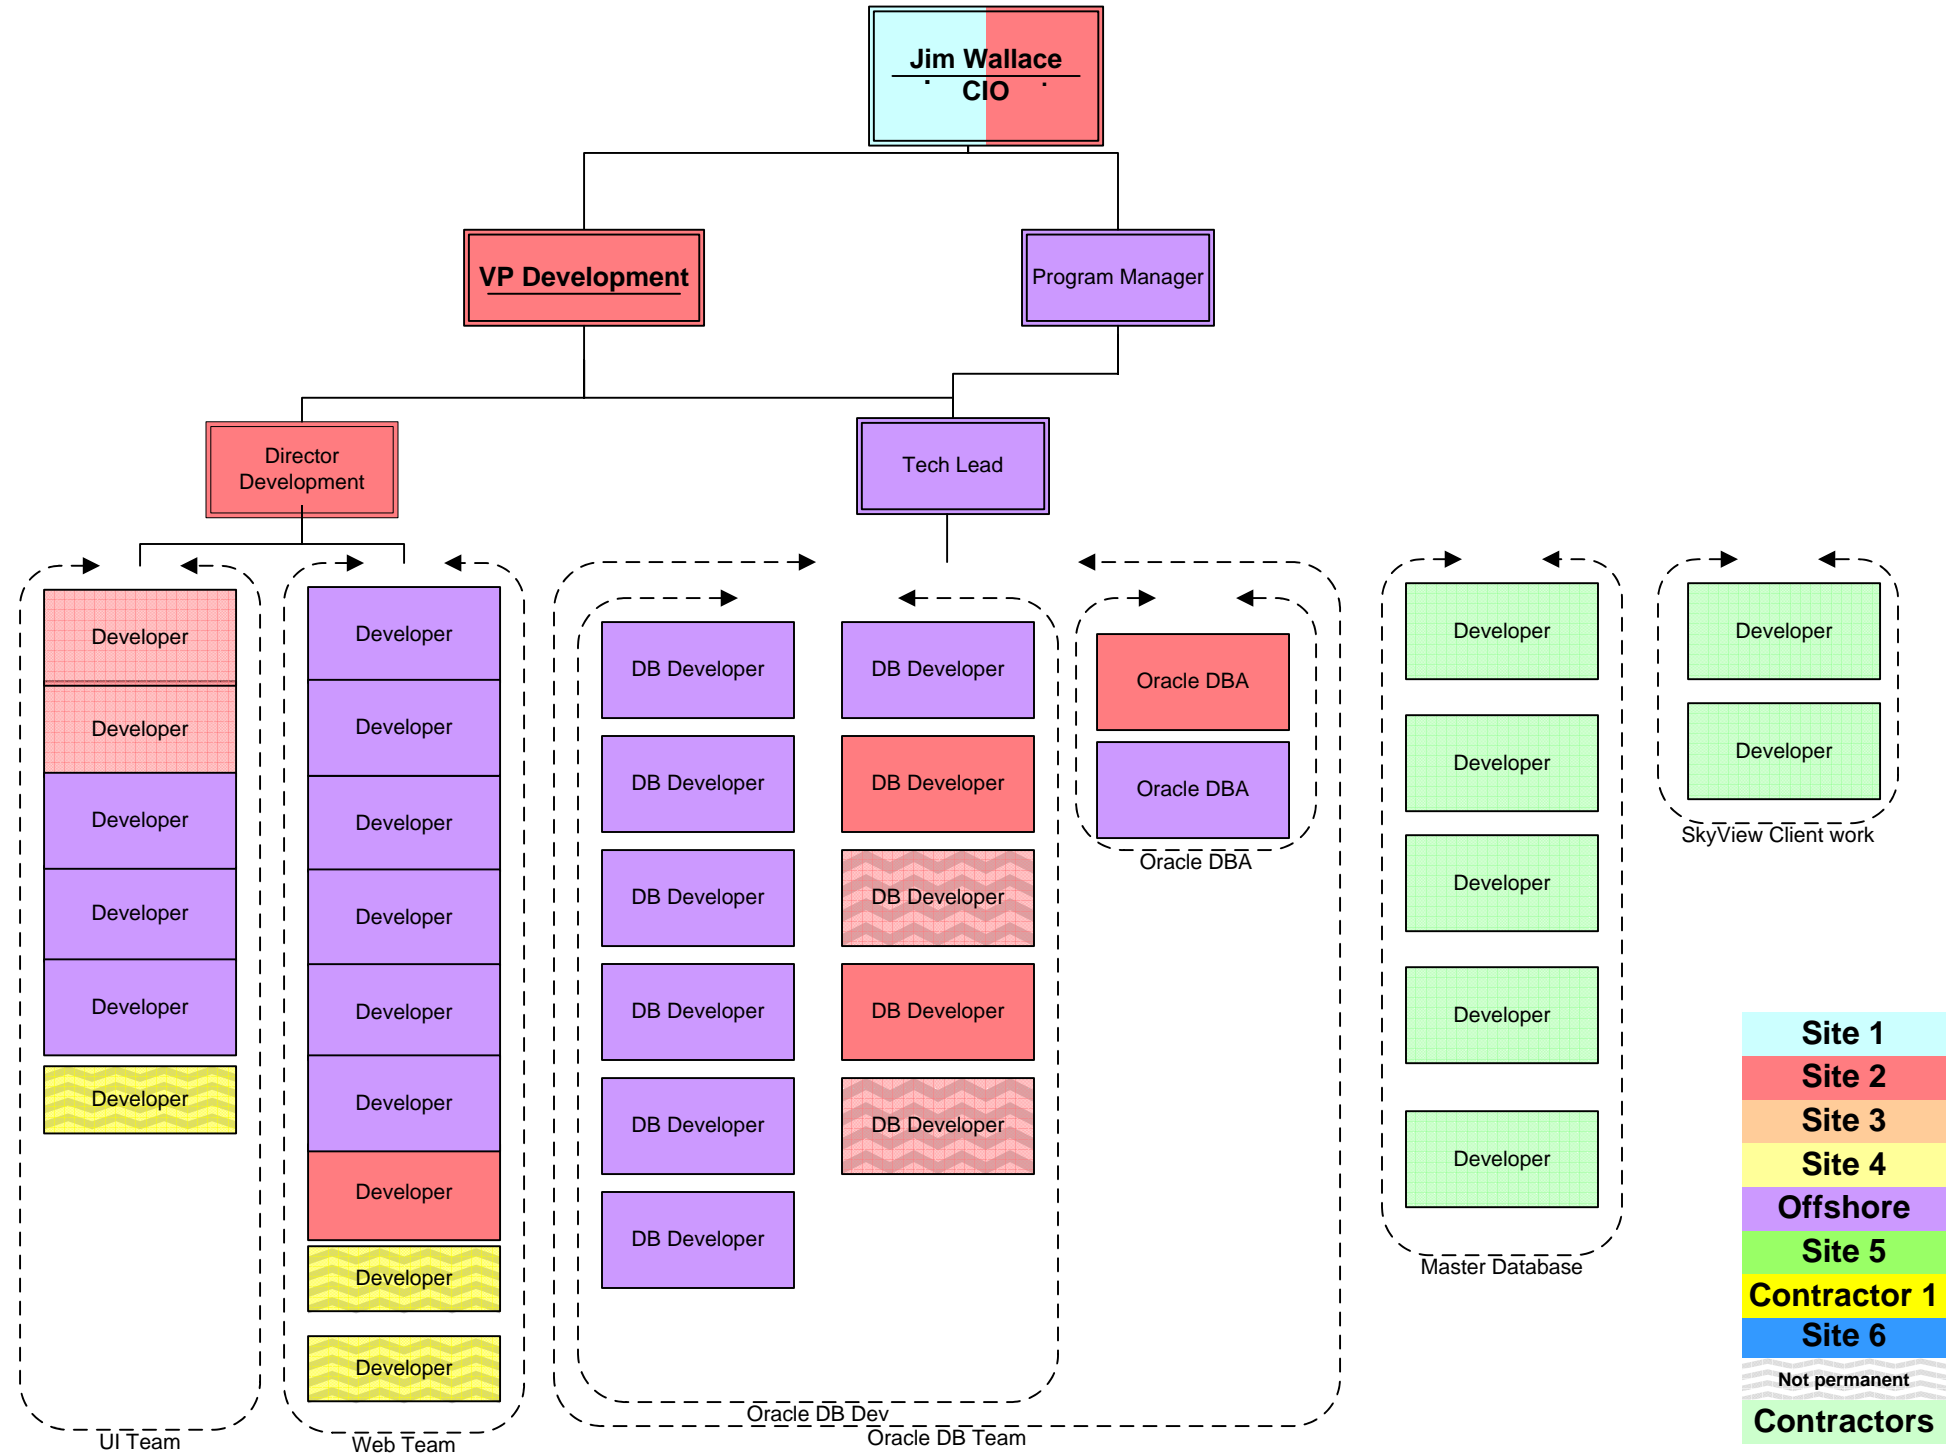 Jim Wallace
CIO
VP Development
Program Manager
Director
Development
Tech Lead
Developer
Developer
Developer
Developer
Developer
Developer
UI Team
Developer
Developer
Developer
Developer
Developer
Developer
Developer
Developer
Developer
Web Team
DB Developer
DB Developer
DB Developer
DB Developer
DB Developer
DB Developer
DB Developer
DB Developer
DB Developer
DB Developer
DB Developer
Oracle DB Dev
Oracle DBA
Oracle DBA
Oracle DBA
Oracle DB Team
Developer
Developer
Developer
Developer
Developer
Master Database
Developer
Developer
SkyView Client work
Site 1
Site 2
Site 3
Site 4
Offshore
Site 5
Contractor 1
Site 6
Not permanent
Contractors